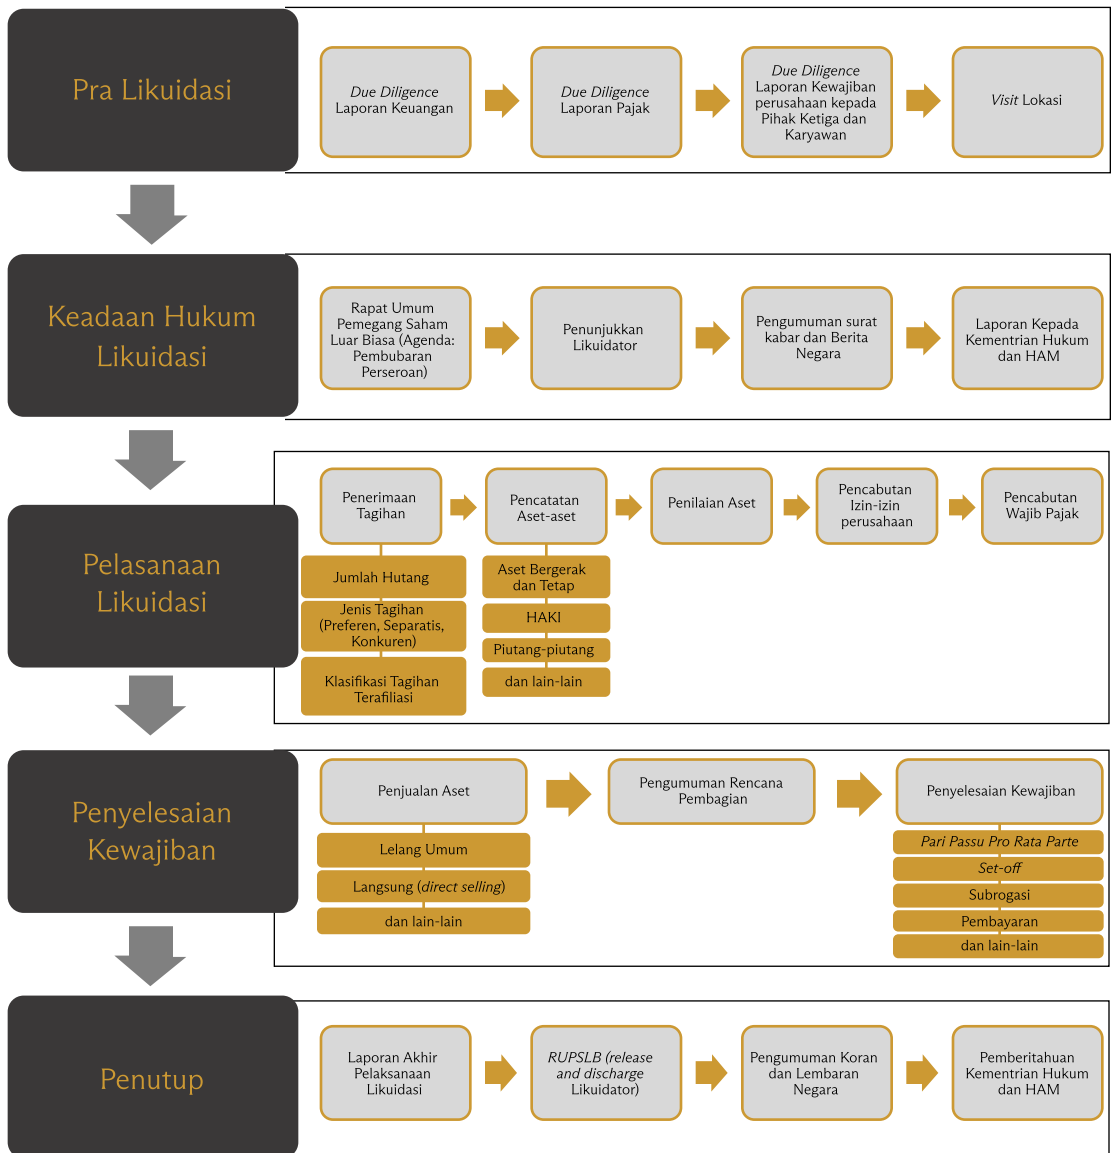 Pra Likuidasi
Due Diligence
Laporan Keuangan
Due Diligence
Laporan Pajak
Due Diligence
Laporan Kewajiban
perusahaan kepada
Pihak Ketiga dan
Karyawan
Visit Lokasi
Keadaan Hukum
Likuidasi
Rapat Umum
Pemegang Saham
Luar Biasa (Agenda:
Pembubaran
Perseroan)
Penunjukkan
Likuidator
Pengumuman surat
kabar dan Berita
Negara
Laporan Kepada
Kementrian Hukum
dan HAM
Pelasanaan
Likuidasi
Penerimaan
Tagihan
Jumlah Hutang
Jenis Tagihan
(Preferen, Separatis,
Konkuren)
Klasifikasi Tagihan
Terafiliasi
Pencatatan
Aset-aset
Aset Bergerak
dan Tetap
HAKI
Piutang-piutang
dan lain-lain
Penilaian Aset
Pencabutan
Izin-izin
perusahaan
Pencabutan
Wajib Pajak
Penyelesaian
Kewajiban
Penjualan Aset
Lelang Umum
Langsung (direct selling)
dan lain-lain
Pengumuman Rencana
Pembagian
Penyelesaian Kewajiban
Pari Passu Pro Rata Parte
Set-off
Subrogasi
Pembayaran
dan lain-lain
Penutup
Laporan Akhir
Pelaksanaan
Likuidasi
RUPSLB (release
and discharge
Likuidator)
Pengumuman Koran
dan Lembaran
Negara
Pemberitahuan
Kementrian Hukum
dan HAM